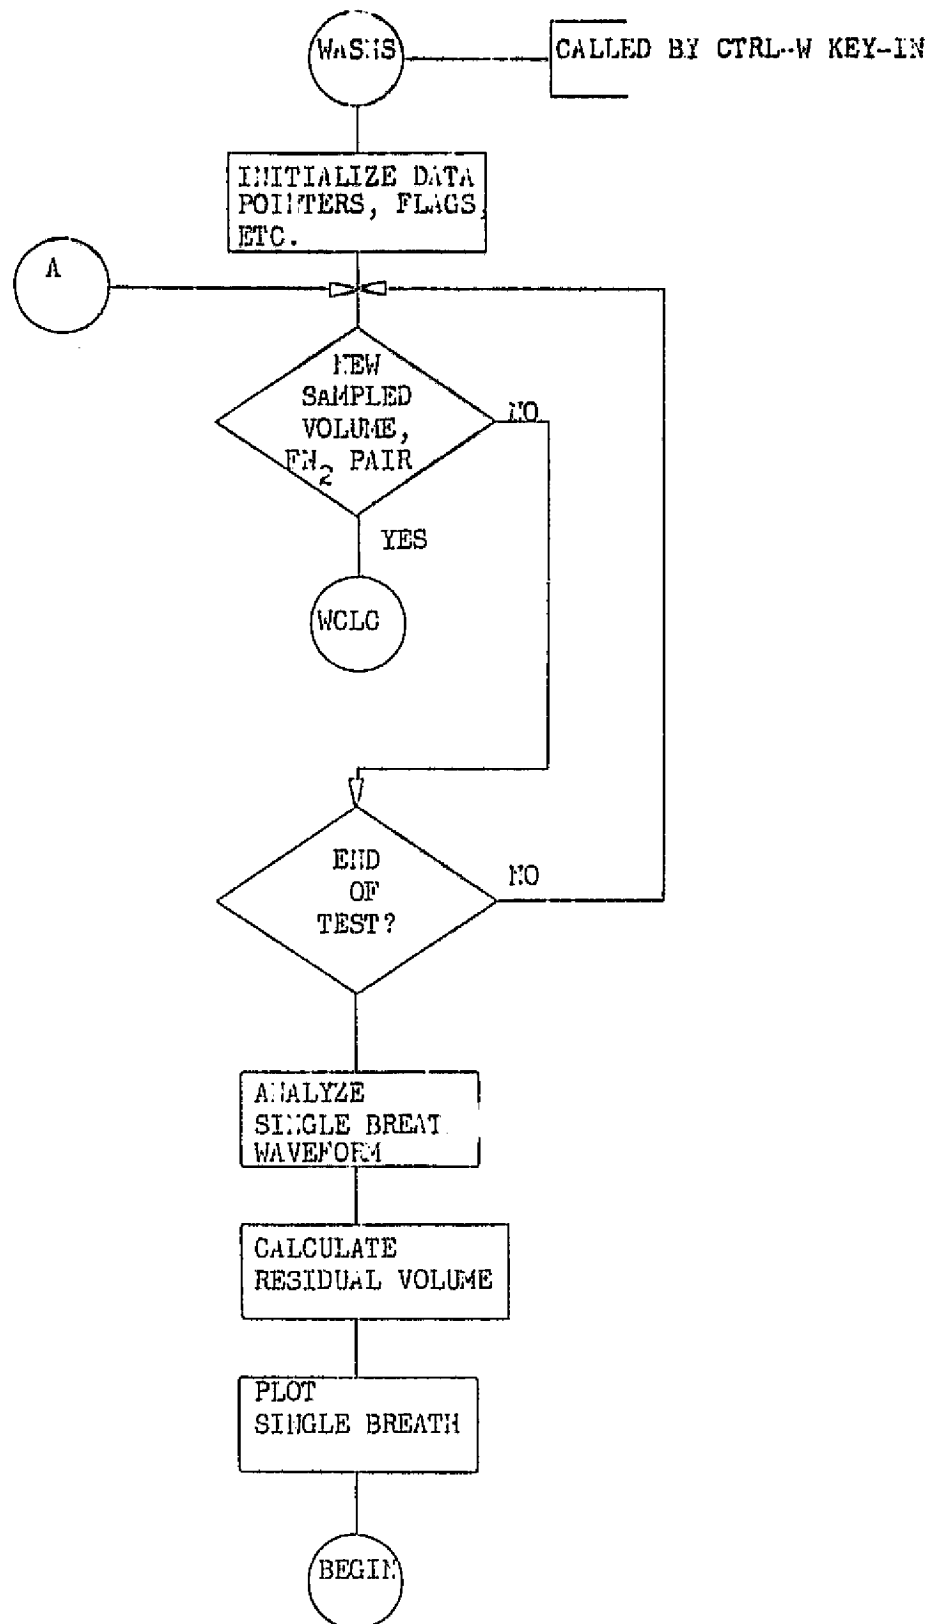 WASHS
CALLED BY CTRL-W KEY-IN
INITIALIZE DATA
POINTERS, FLAGS,
ETC.
A
NEW
SAMPLED
VOLUME,
FN₂ PAIR
NO
YES
WCLC
END
OF
TEST?
NO
ANALYZE
SINGLE BREAT
WAVEFORM
CALCULATE
RESIDUAL VOLUME
PLOT
SINGLE BREATH
BEGIN